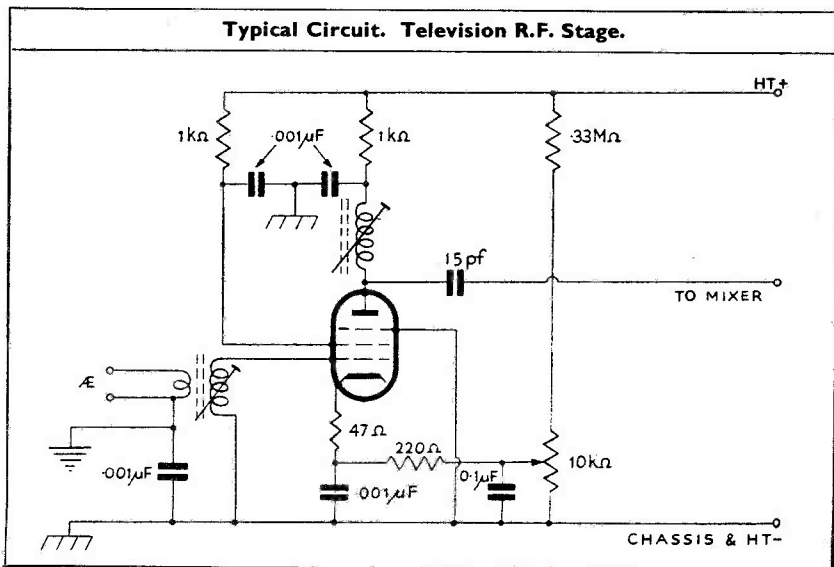 Typical Circuit. Television R.F. Stage.
HT+
1kΩ
.001μF
1kΩ
.33MΩ
15pf
TO MIXER
Æ
47Ω
220Ω
.001μF
.001μF
0.1μF
10kΩ
CHASSIS & HT-